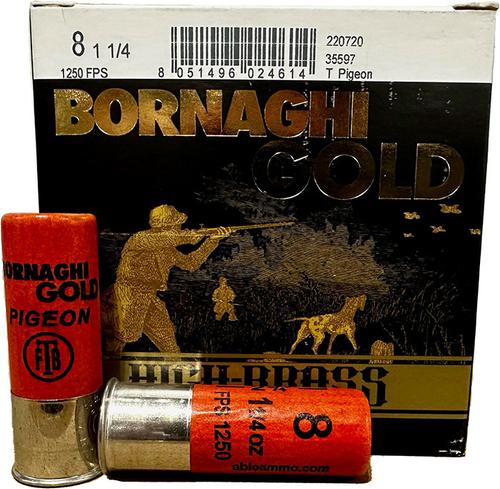 8 1 1/4
1250 FPS
8 051496 024614
220720
35597
T Pigeon
BORNAGHI
GOLD
HIGH-BRASS
BORNAGHI
GOLD
PIGEON
FTB
8
1 1/4 oz
FPS 1250
abloammo.com